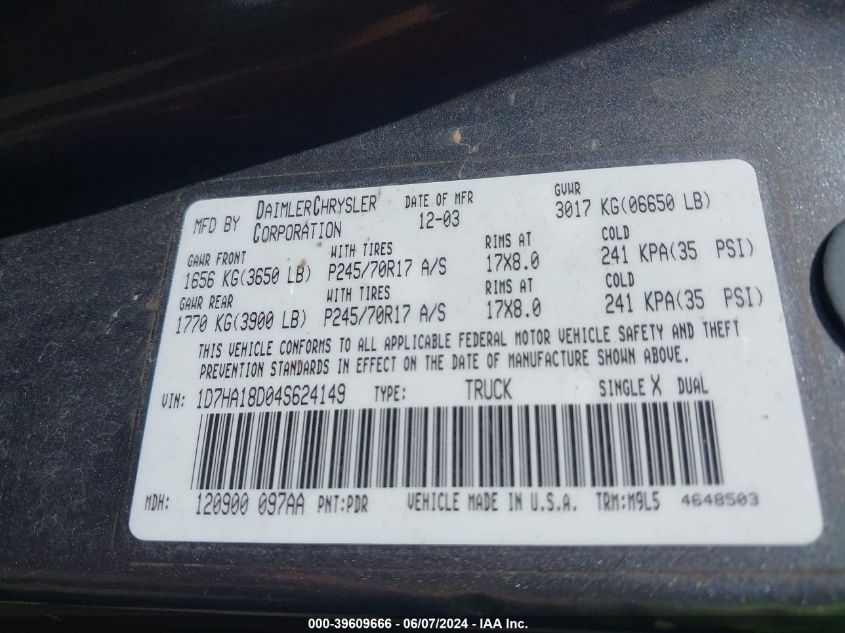 MFD BY DAIMLERCHRYSLER CORPORATION DATE OF MFR 12-03 GVWR 3017 KG(06650 LB)
GAWR FRONT WITH TIRES RIMS AT COLD
1656 KG(3650 LB) P245/70R17 A/S 17X8.0 241 KPA(35 PSI)
GAWR REAR WITH TIRES RIMS AT COLD
1770 KG(3900 LB) P245/70R17 A/S 17X8.0 241 KPA(35 PSI)
THIS VEHICLE CONFORMS TO ALL APPLICABLE FEDERAL MOTOR VEHICLE SAFETY AND THEFT
PREVENTION STANDARDS IN EFFECT ON THE DATE OF MANUFACTURE SHOWN ABOVE.
VIN: 1D7HA18D04S624149 TYPE: TRUCK SINGLE X DUAL
MDH: 120900 097AA PNT:PDR VEHICLE MADE IN U.S.A. TRM:M9L5 4648503
000-39609666 - 06/07/2024 - IAA Inc.